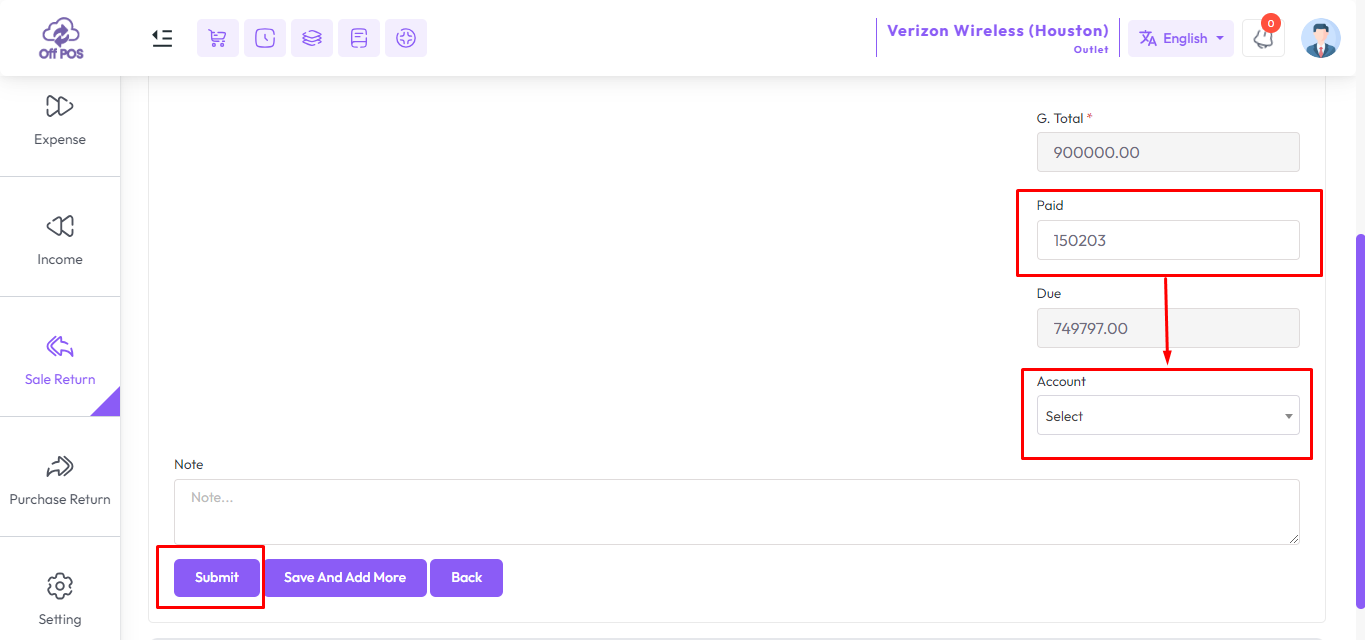 Off POS
Verizon Wireless (Houston)
Outlet
English
0
Expense
Income
Sale Return
Purchase Return
Setting
G. Total *
900000.00
Paid
150203
Due
749797.00
Account
Select
Note
Note...
Submit
Save And Add More
Back